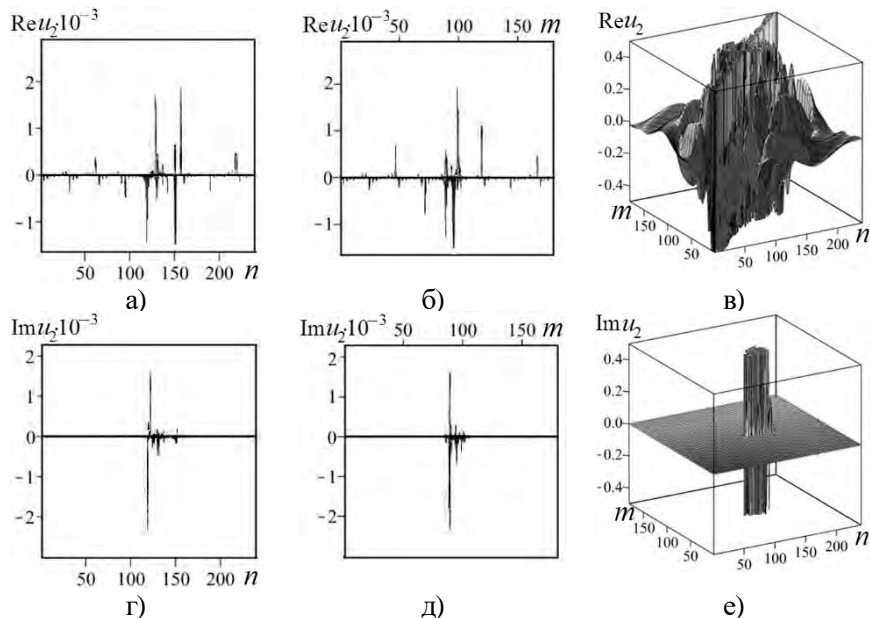 Reu₂·10⁻³
2
1
0
−1
50 100 150 200 n
а)
Reu₂·10⁻³ 50 100 150 m
2
1
0
−1
б)
Reu₂
0.4
0.2
0.0
−0.2
−0.4
m
150
100
50
50 100 150 200 n
в)
Imu₂·10⁻³
2
1
0
−1
−2
50 100 150 200 n
г)
Imu₂·10⁻³ 50 100 150 m
2
1
0
−1
−2
д)
Imu₂
0.4
0.2
0.0
−0.2
−0.4
m
150
100
50
50 100 150 200 n
е)